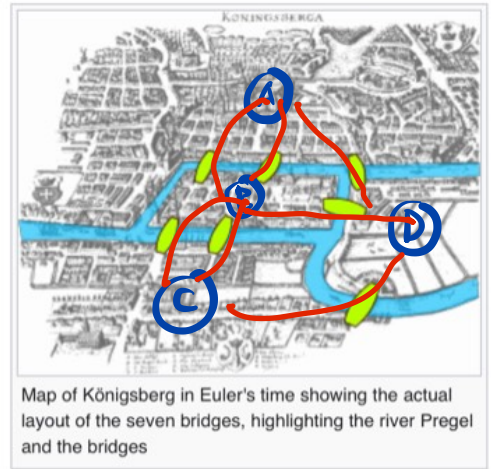 KONINGSBERGA
A
B
D
C
Map of Königsberg in Euler's time showing the actual
layout of the seven bridges, highlighting the river Pregel
and the bridges